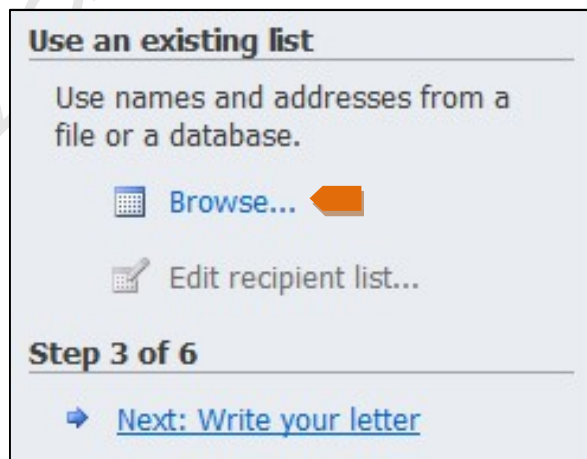 Use an existing list
Use names and addresses from a
file or a database.
Browse...
Edit recipient list...
Step 3 of 6
Next: Write your letter